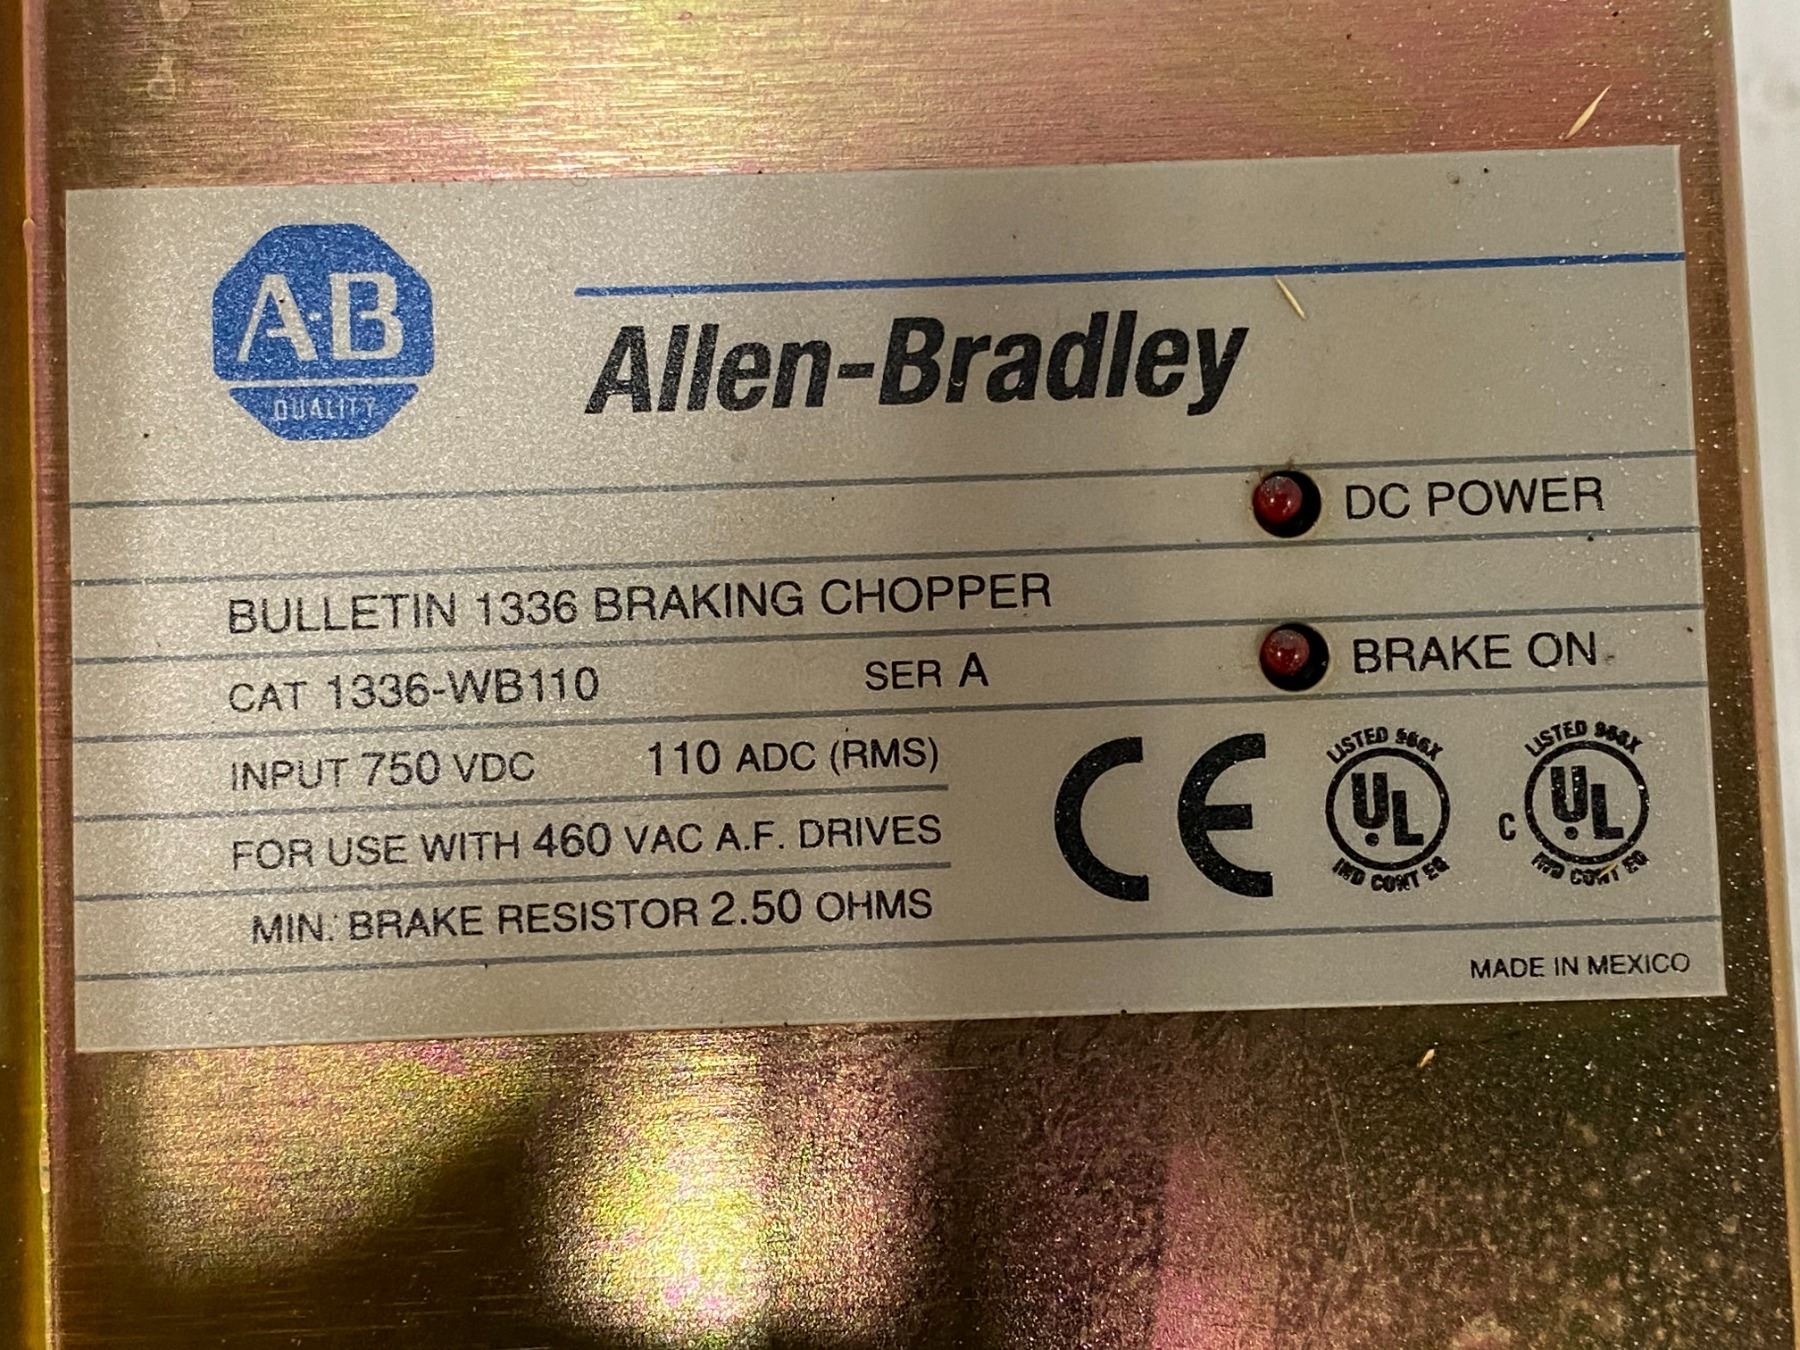 A-B
QUALITY
Allen-Bradley
DC POWER
BULLETIN 1336 BRAKING CHOPPER
BRAKE ON
CAT 1336-WB110 SER A
INPUT 750 VDC 110 ADC (RMS)
FOR USE WITH 460 VAC A.F. DRIVES
MIN. BRAKE RESISTOR 2.50 OHMS
CE
LISTED 966X
UL
IND CONT EQ
LISTED 966X
C UL
IND CONT EQ
MADE IN MEXICO